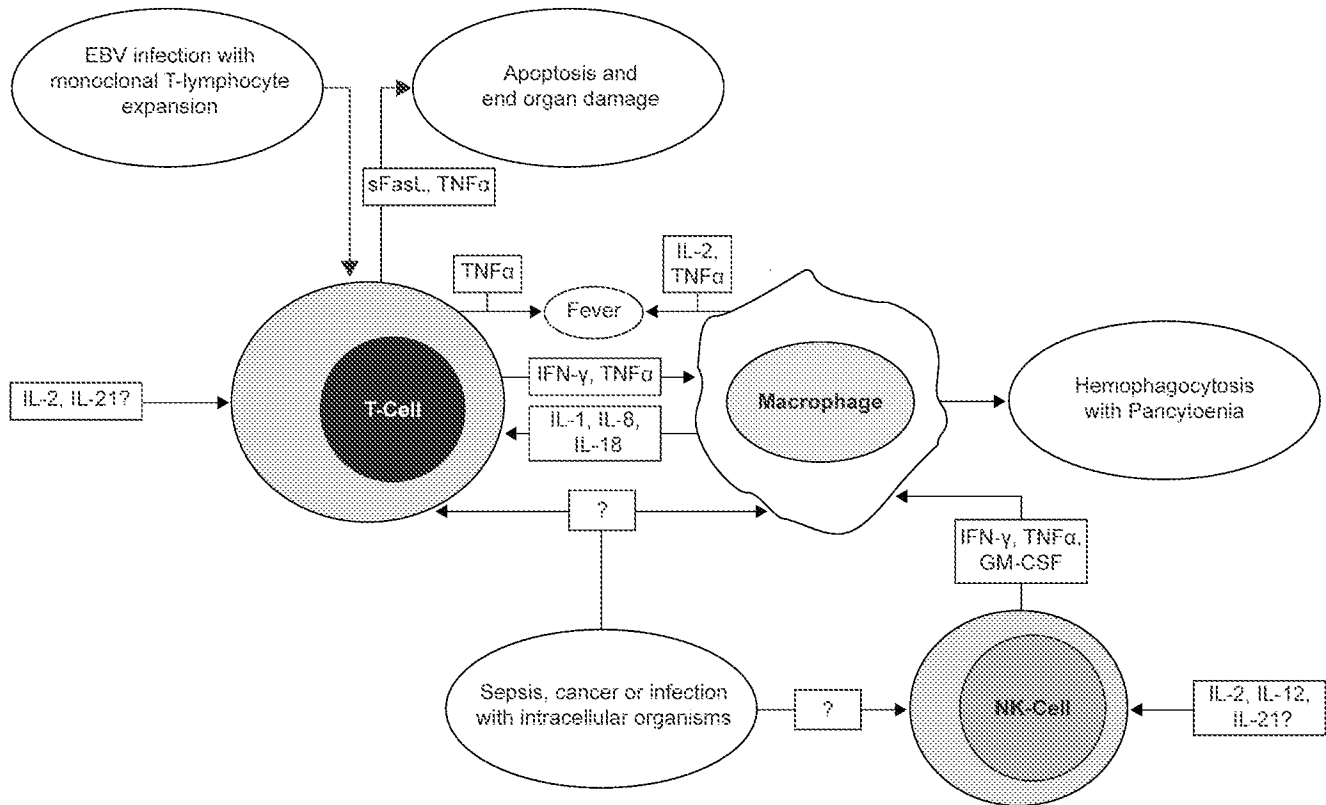 EBV infection with
monoclonal T-lymphocyte
expansion
Apoptosis and
end organ damage
sFasL, TNFα
TNFα
IL-2,
TNFα
Fever
IFN-γ, TNFα
IL-2, IL-21?
T-Cell
Macrophage
Hemophagocytosis
with Pancytoenia
IL-1, IL-8,
IL-18
?
IFN-γ, TNFα,
GM-CSF
Sepsis, cancer or infection
with intracellular organisms
?
NK-Cell
IL-2, IL-12,
IL-21?